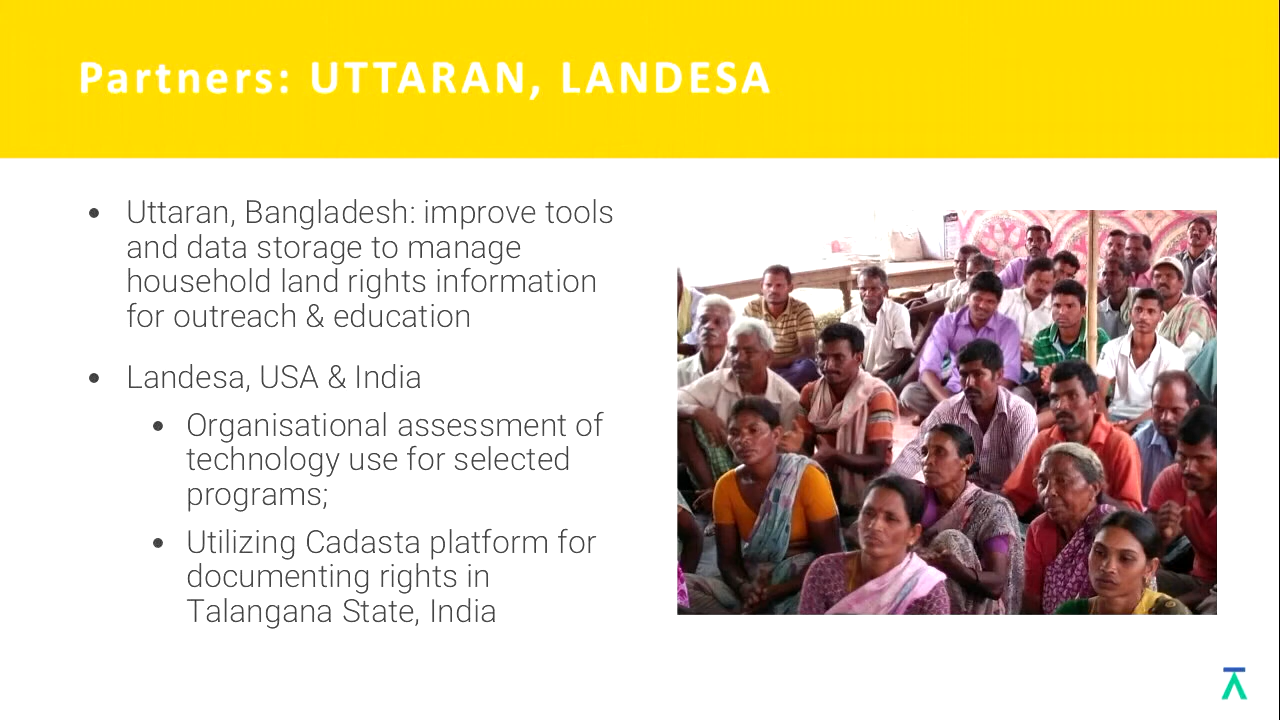 Partners: UTTARAN, LANDESA
• Uttaran, Bangladesh: improve tools
and data storage to manage
household land rights information
for outreach & education
• Landesa, USA & India
• Organisational assessment of
technology use for selected
programs;
• Utilizing Cadasta platform for
documenting rights in
Talangana State, India